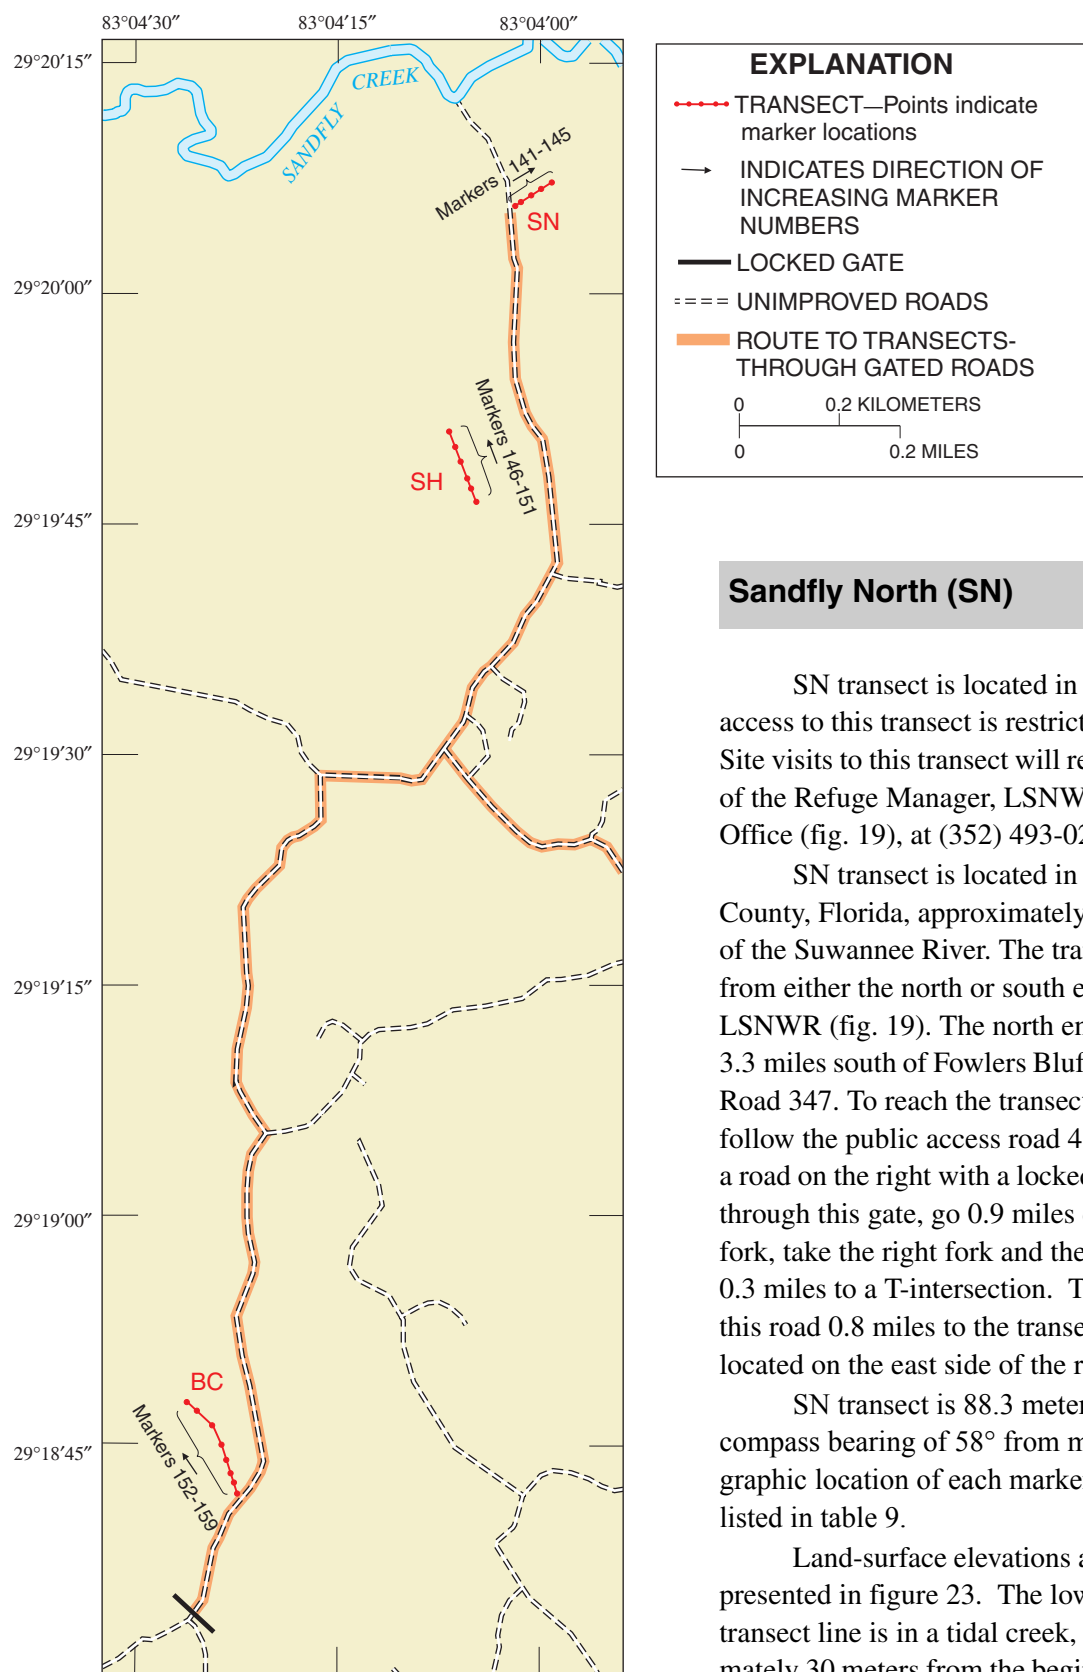 83°04′30″ 83°04′15″ 83°04′00″
29°20′15″
29°20′00″
29°19′45″
29°19′30″
29°19′15″
29°19′00″
29°18′45″
SANDFLY CREEK
Markers 141-145
SN
Markers 146-151
SH
BC
Markers 152-159
EXPLANATION
TRANSECT—Points indicate
marker locations
INDICATES DIRECTION OF
INCREASING MARKER
NUMBERS
LOCKED GATE
UNIMPROVED ROADS
ROUTE TO TRANSECTS-
THROUGH GATED ROADS
0 0.2 KILOMETERS
0 0.2 MILES
Sandfly North (SN)
SN transect is located in
access to this transect is restrict
Site visits to this transect will re
of the Refuge Manager, LSNW
Office (fig. 19), at (352) 493-02
SN transect is located in
County, Florida, approximately
of the Suwannee River. The tra
from either the north or south e
LSNWR (fig. 19). The north en
3.3 miles south of Fowlers Bluf
Road 347. To reach the transect
follow the public access road 4
a road on the right with a locked
through this gate, go 0.9 miles
fork, take the right fork and the
0.3 miles to a T-intersection. T
this road 0.8 miles to the transe
located on the east side of the r
SN transect is 88.3 meter
compass bearing of 58° from m
graphic location of each marker
listed in table 9.
Land-surface elevations a
presented in figure 23. The low
transect line is in a tidal creek,
mately 30 meters from the begin